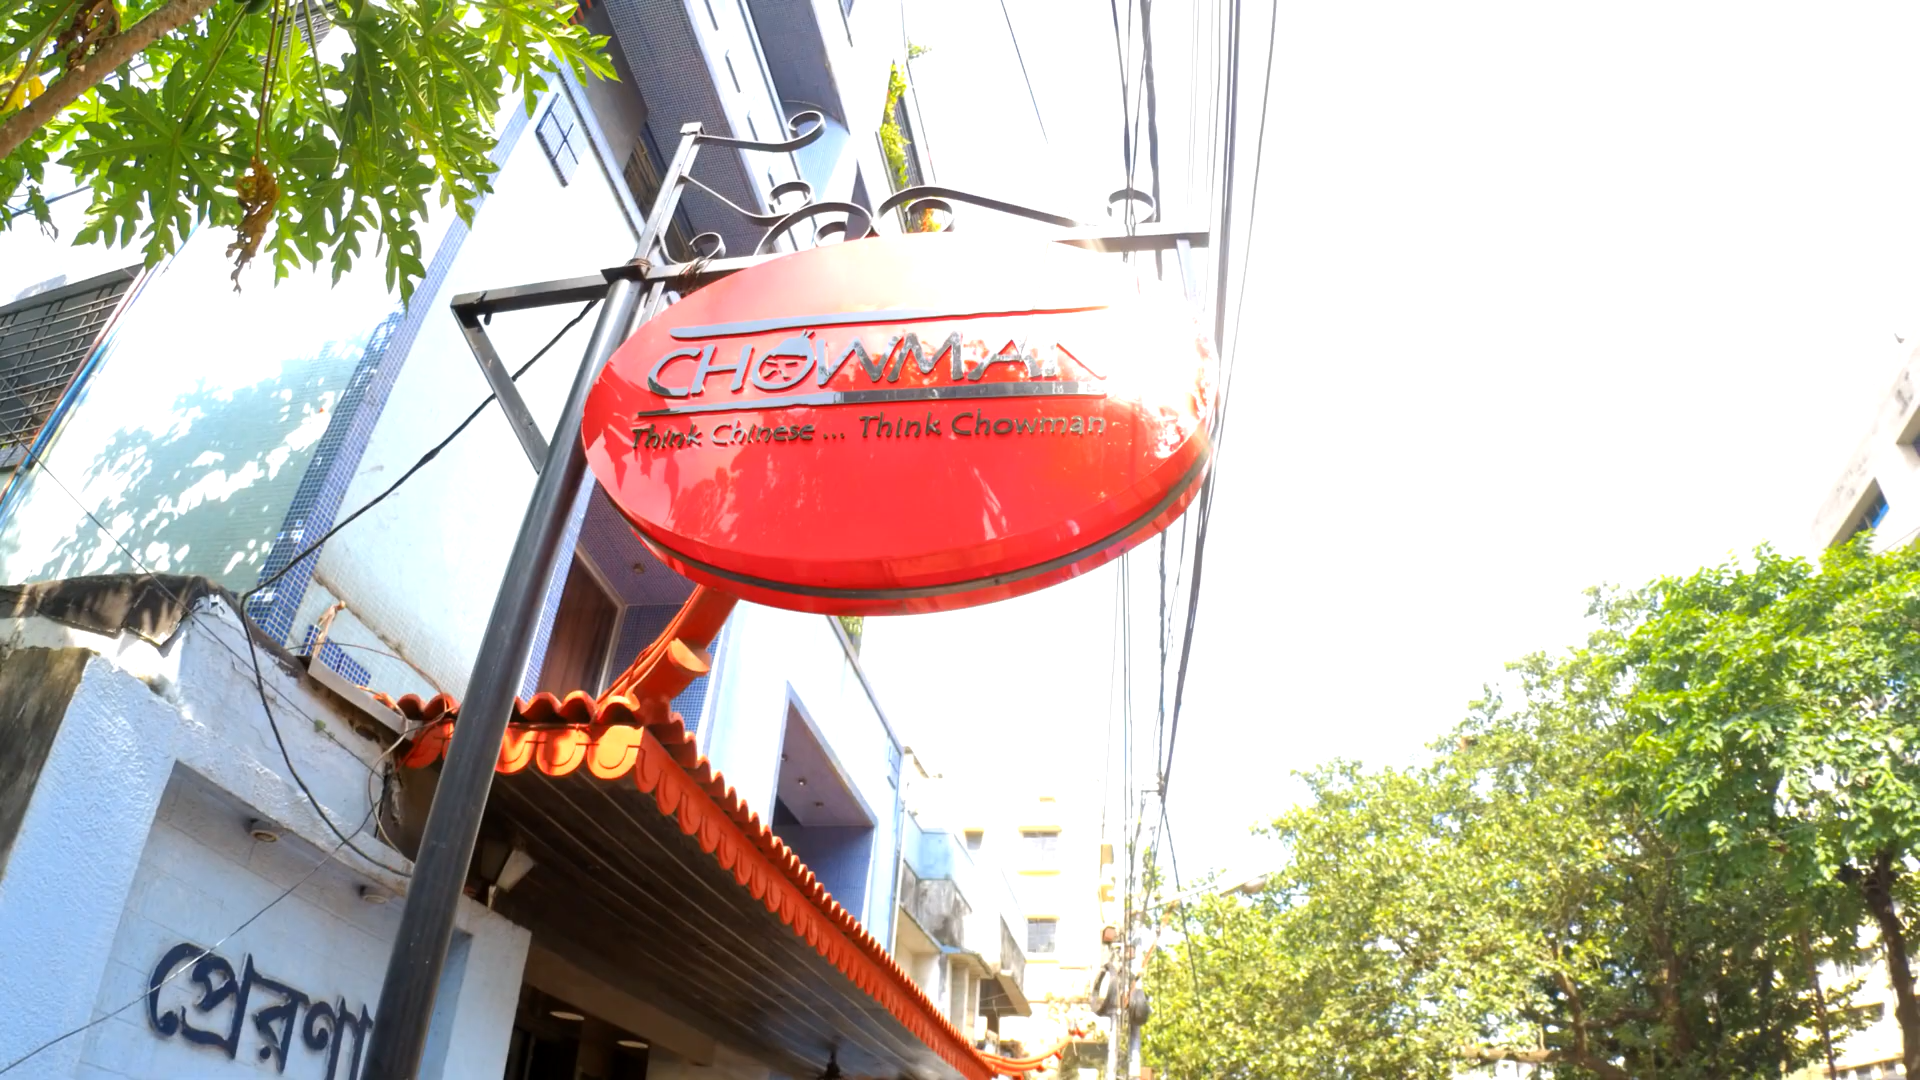 CHOWMAN
Think Chinese ... Think Chowman
প্রেরণা